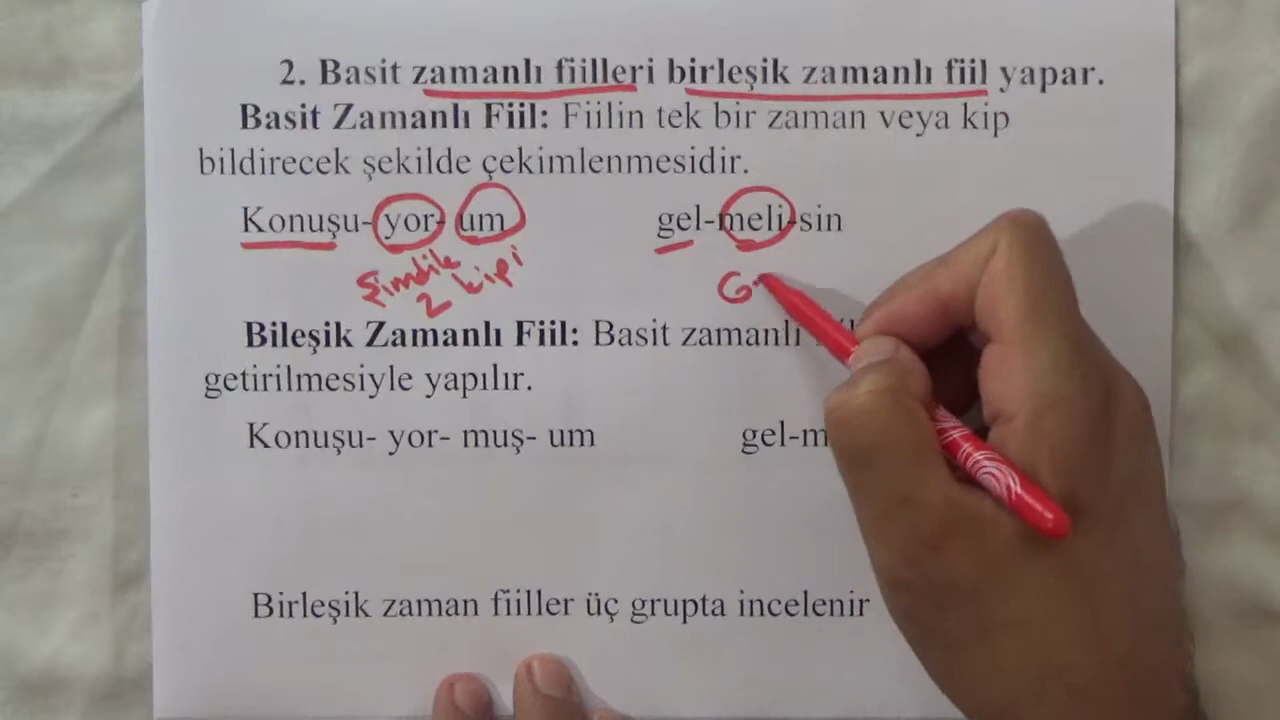 2. Basit zamanlı fiilleri birleşik zamanlı fiil yapar.
Basit Zamanlı Fiil: Fiilin tek bir zaman veya kip
bildirecek şekilde çekimlenmesidir.
Konuşu-yor-um gel-meli-sin
Şimdik
2 kipi
G
Bileşik Zamanlı Fiil: Basit zamanlı
getirilmesiyle yapılır.
Konuşu- yor- muş- um gel-m
Birleşik zaman fiiller üç grupta incelenir